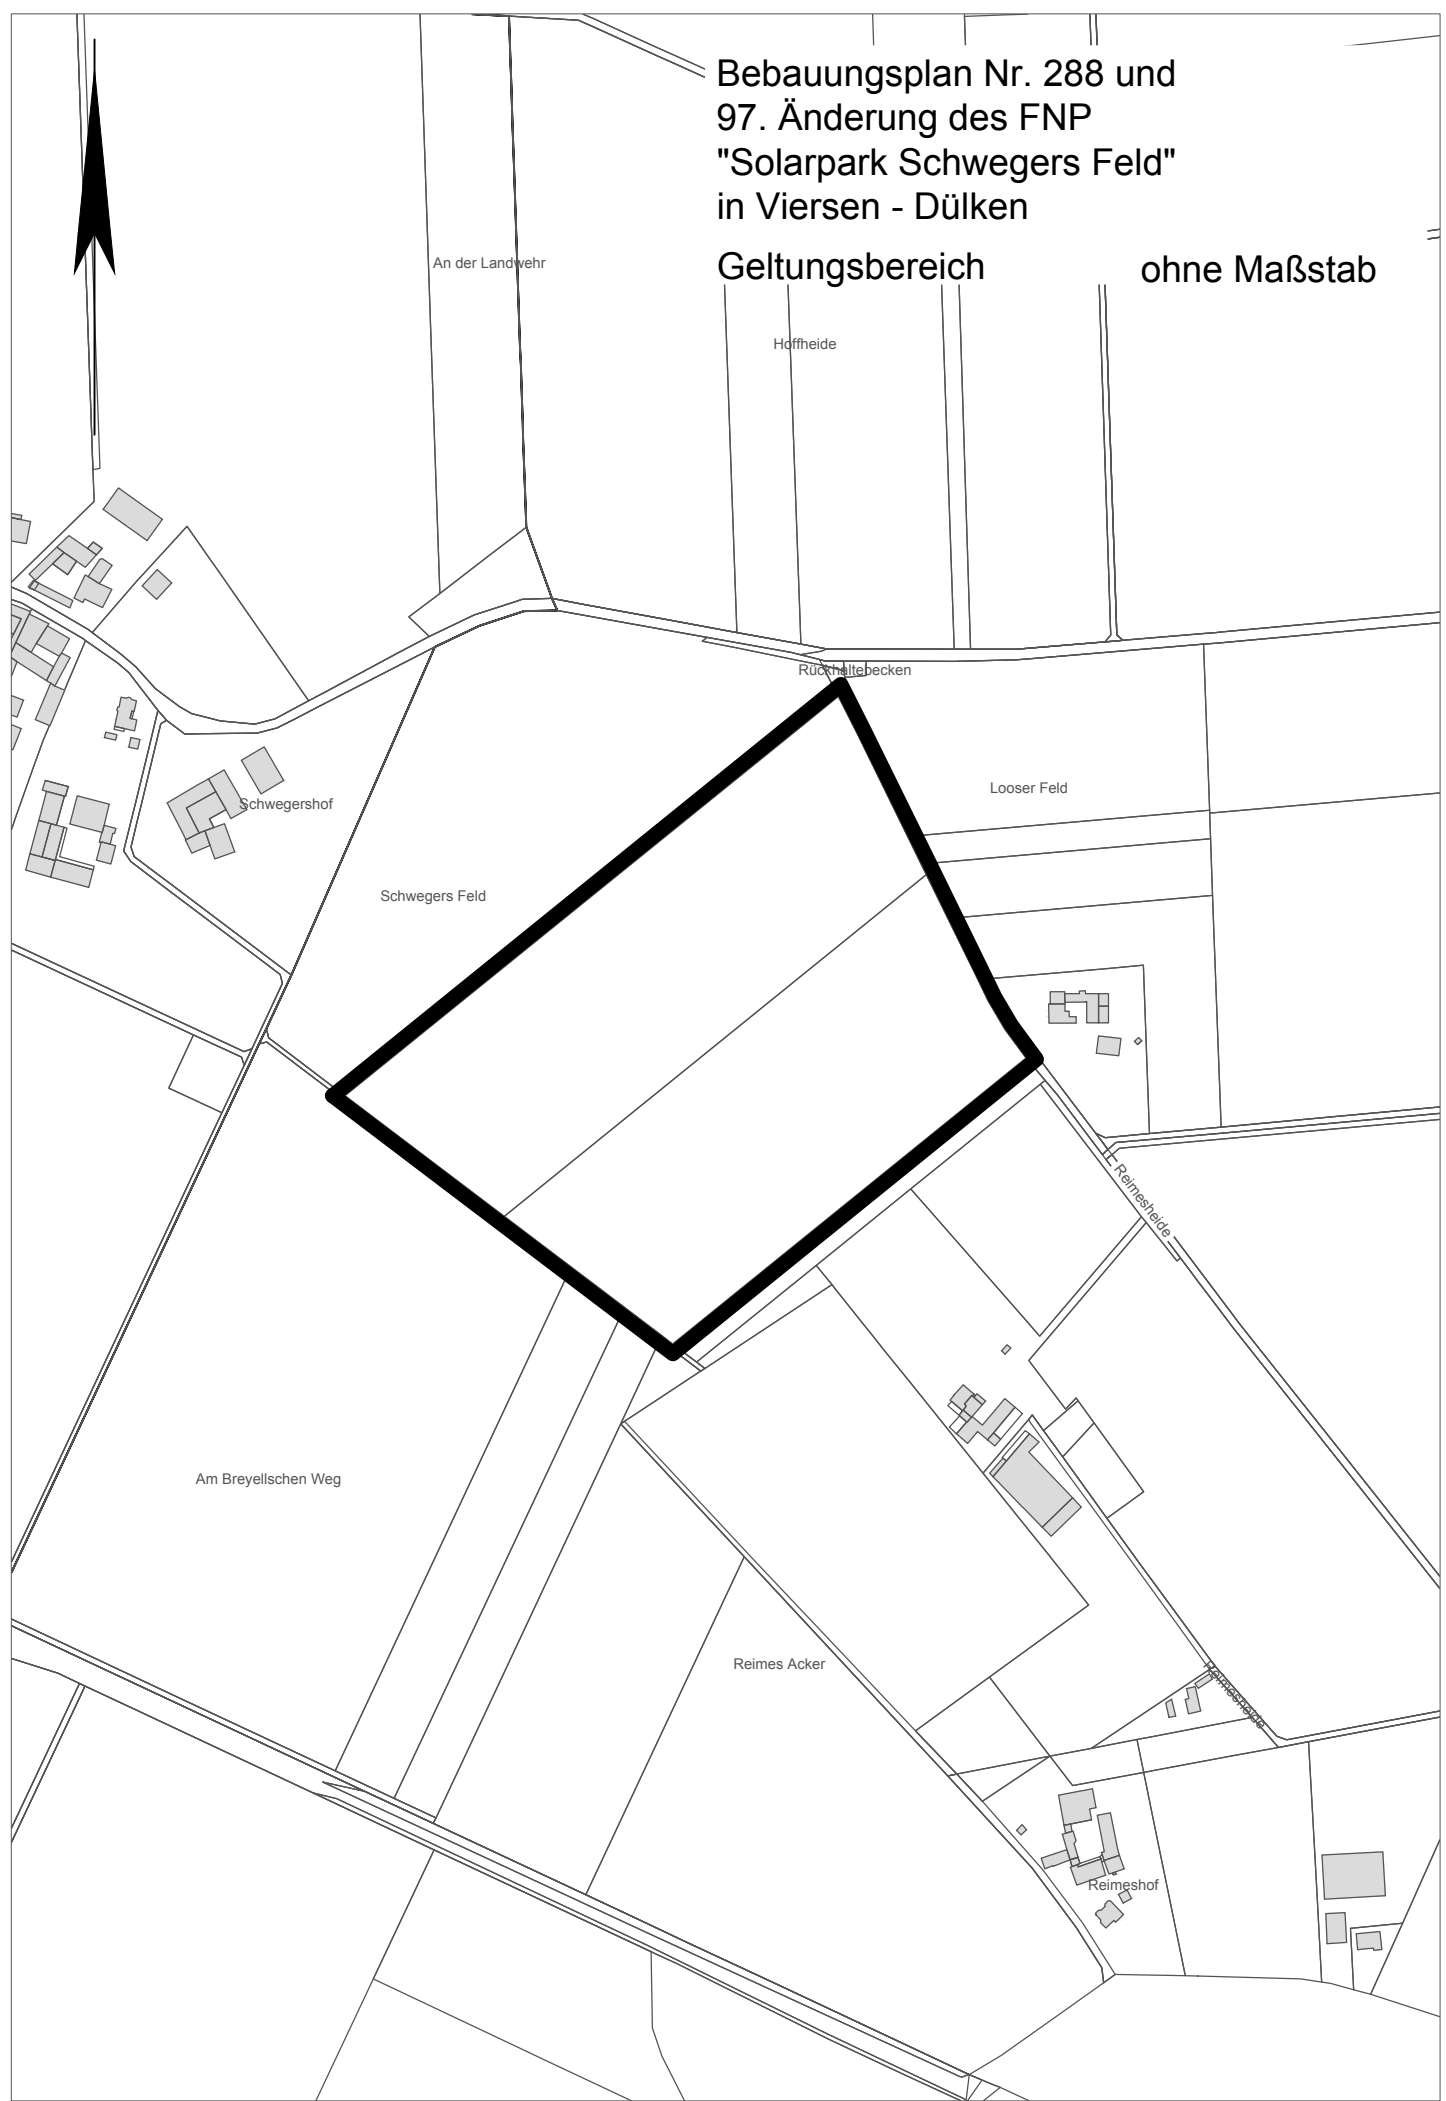 Bebauungsplan Nr. 288 und
97. Änderung des FNP
"Solarpark Schwegers Feld"
in Viersen - Dülken
Geltungsbereich
ohne Maßstab
An der Landwehr
Hoffheide
Rückhaltebecken
Looser Feld
Schwegershof
Schwegers Feld
Reimesheide
Am Breyellschen Weg
Reimes Acker
Reimesheide
Reimeshof